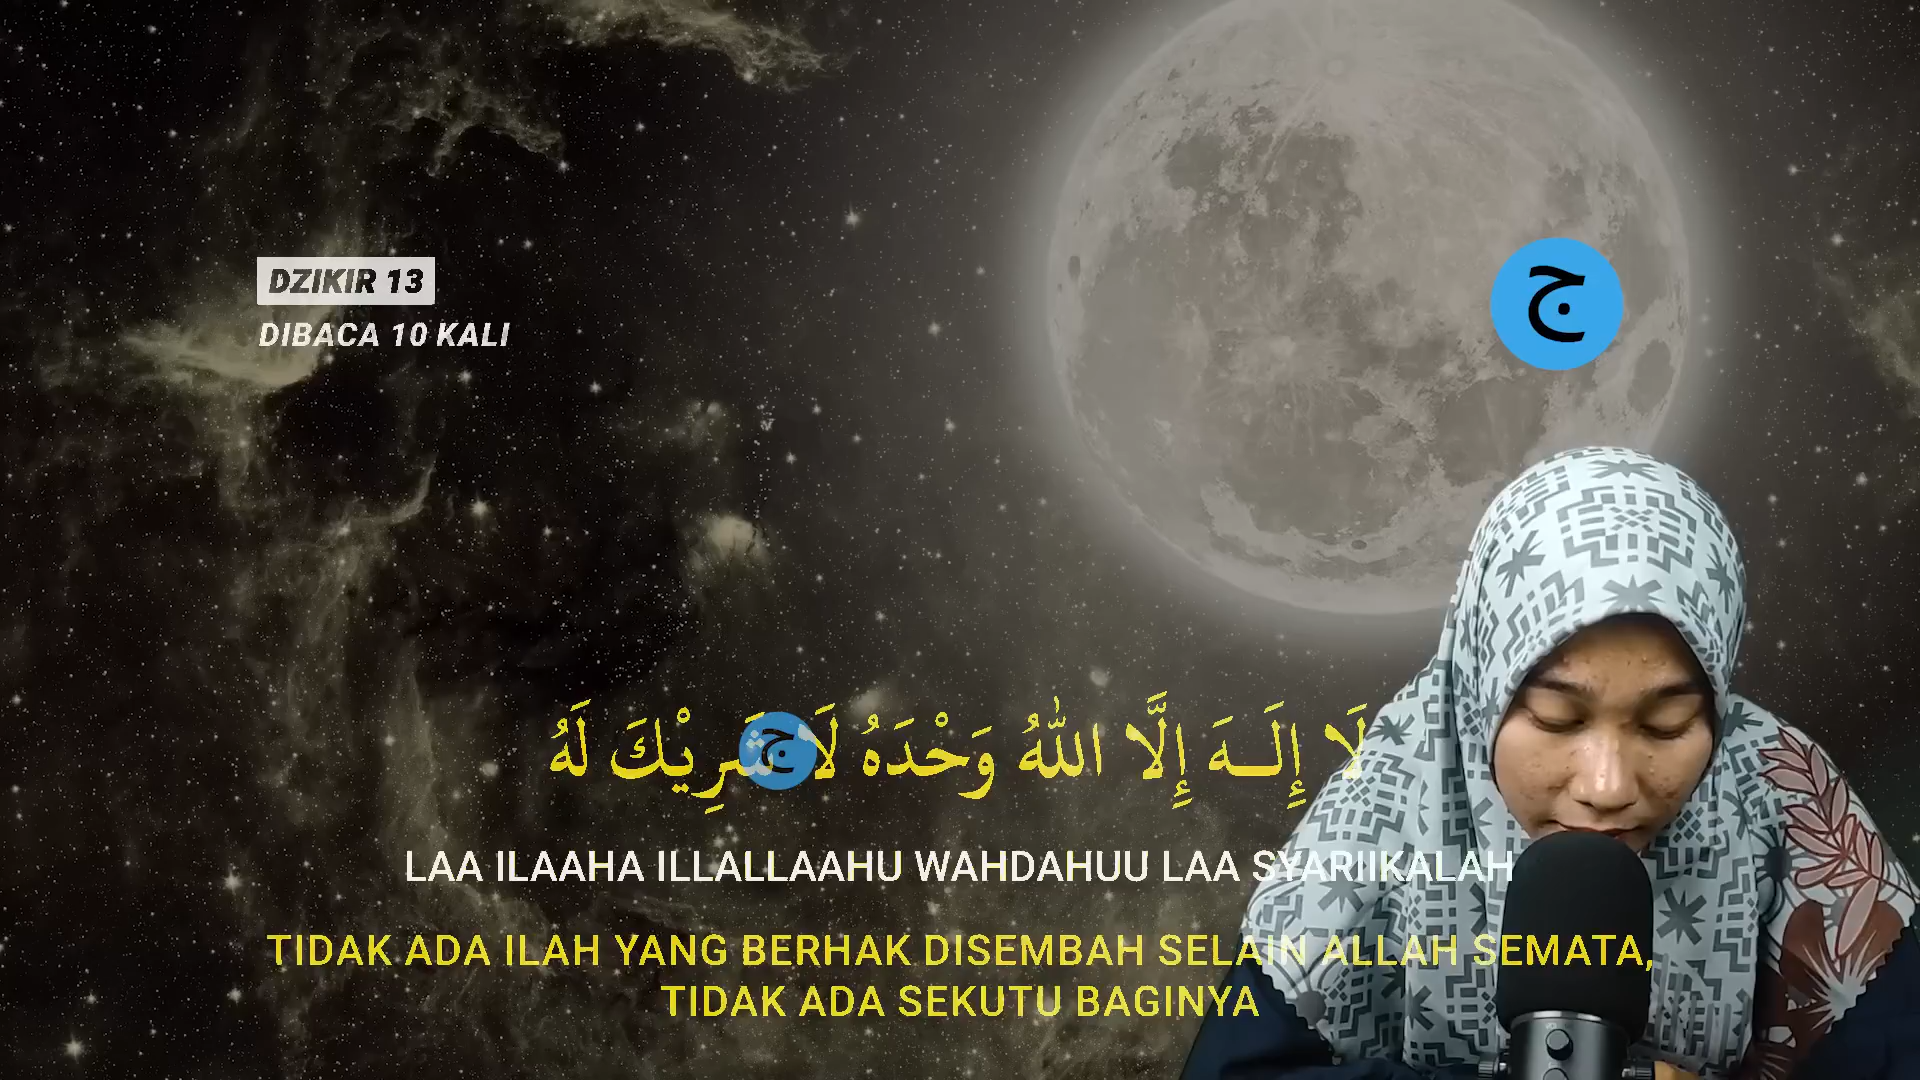 DZIKIR 13
DIBACA 10 KALI
ج
لَا إِلَـهَ إِلَّا اللهُ وَحْدَهُ لَا شَرِيْكَ لَهُ
ج
LAA ILAAHA ILLALLAAHU WAHDAHUU LAA SYARIIKALAH
TIDAK ADA ILAH YANG BERHAK DISEMBAH SELAIN ALLAH SEMATA,
TIDAK ADA SEKUTU BAGINYA